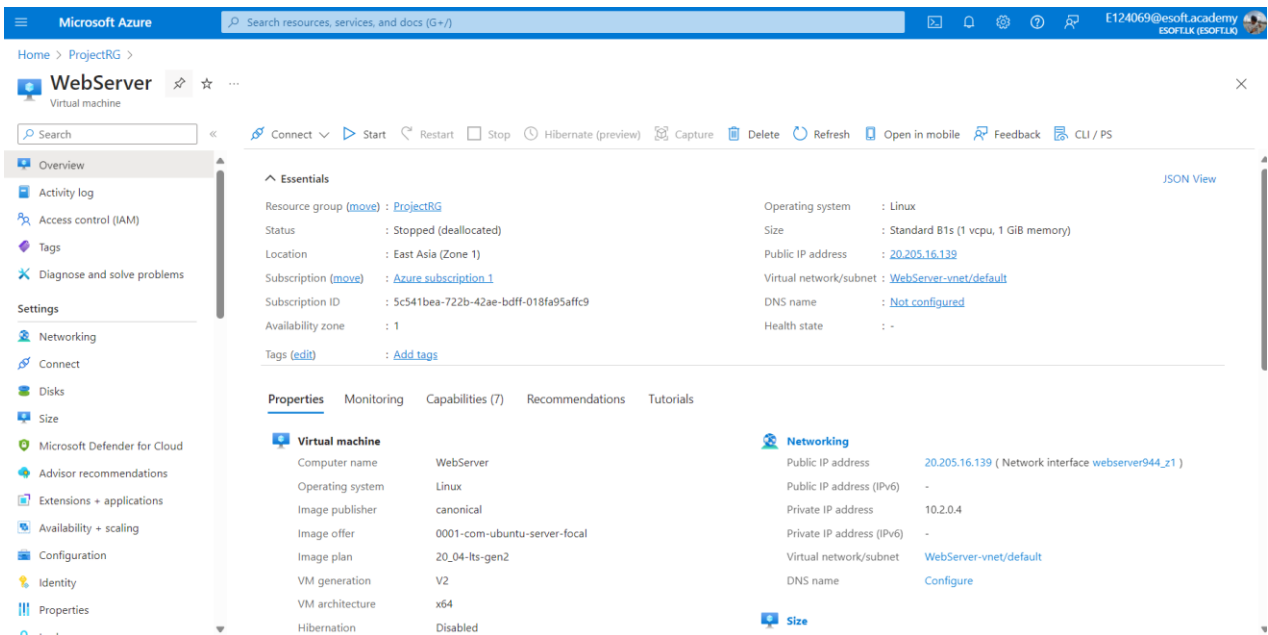 Microsoft Azure
Search resources, services, and docs (G+/)
E124069@esoft.academy
ESOFT.LK (ESOFT.LK)
Home > ProjectRG >
WebServer
Virtual machine
Search
Connect
Start
Restart
Stop
Hibernate (preview)
Capture
Delete
Refresh
Open in mobile
Feedback
CLI / PS
Overview
Activity log
Access control (IAM)
Tags
Diagnose and solve problems
Settings
Networking
Connect
Disks
Size
Microsoft Defender for Cloud
Advisor recommendations
Extensions + applications
Availability + scaling
Configuration
Identity
Properties
Essentials
JSON View
Resource group (move) : ProjectRG
Status : Stopped (deallocated)
Location : East Asia (Zone 1)
Subscription (move) : Azure subscription 1
Subscription ID : 5c541bea-722b-42ae-bdff-018fa95affc9
Availability zone : 1
Operating system : Linux
Size : Standard B1s (1 vcpu, 1 GiB memory)
Public IP address : 20.205.16.139
Virtual network/subnet : WebServer-vnet/default
DNS name : Not configured
Health state : -
Tags (edit) : Add tags
Properties Monitoring Capabilities (7) Recommendations Tutorials
Virtual machine
Computer name WebServer
Operating system Linux
Image publisher canonical
Image offer 0001-com-ubuntu-server-focal
Image plan 20_04-lts-gen2
VM generation V2
VM architecture x64
Hibernation Disabled
Networking
Public IP address 20.205.16.139 ( Network interface webserver944_z1 )
Public IP address (IPv6) -
Private IP address 10.2.0.4
Private IP address (IPv6) -
Virtual network/subnet WebServer-vnet/default
DNS name Configure
Size